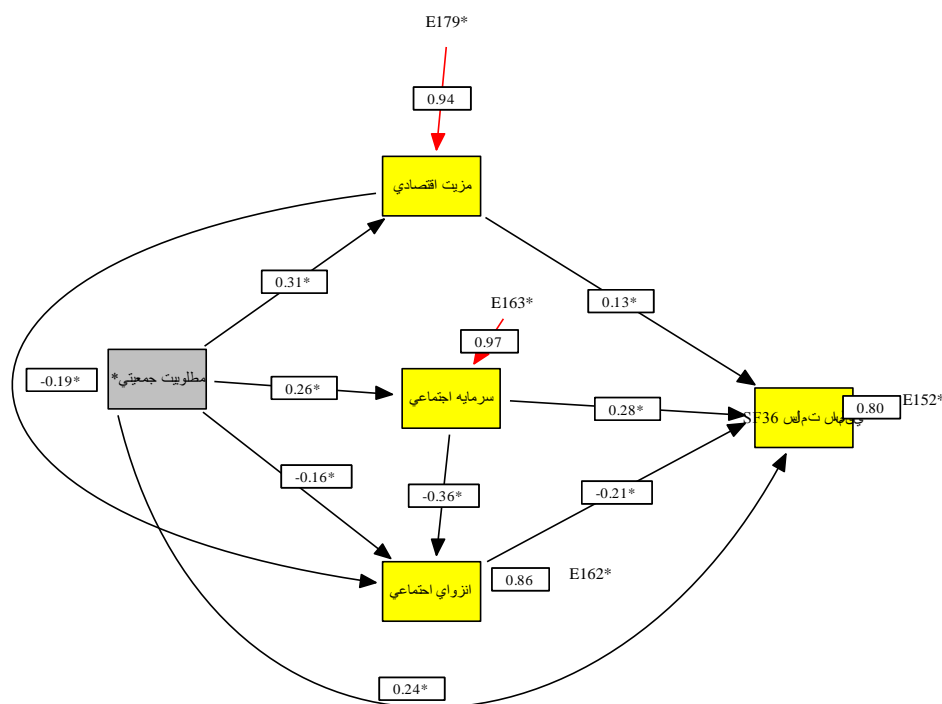 E179*
0.94
مزيت اقتصادي
0.31*
E163*
0.13*
0.97
-0.19*
مطلوبيت جمعيتي*
0.26*
سرمايه اجتماعي
0.28*
0.80
E152*
SF36
-0.16*
-0.36*
-0.21*
انزواي اجتماعي
0.86
E162*
0.24*